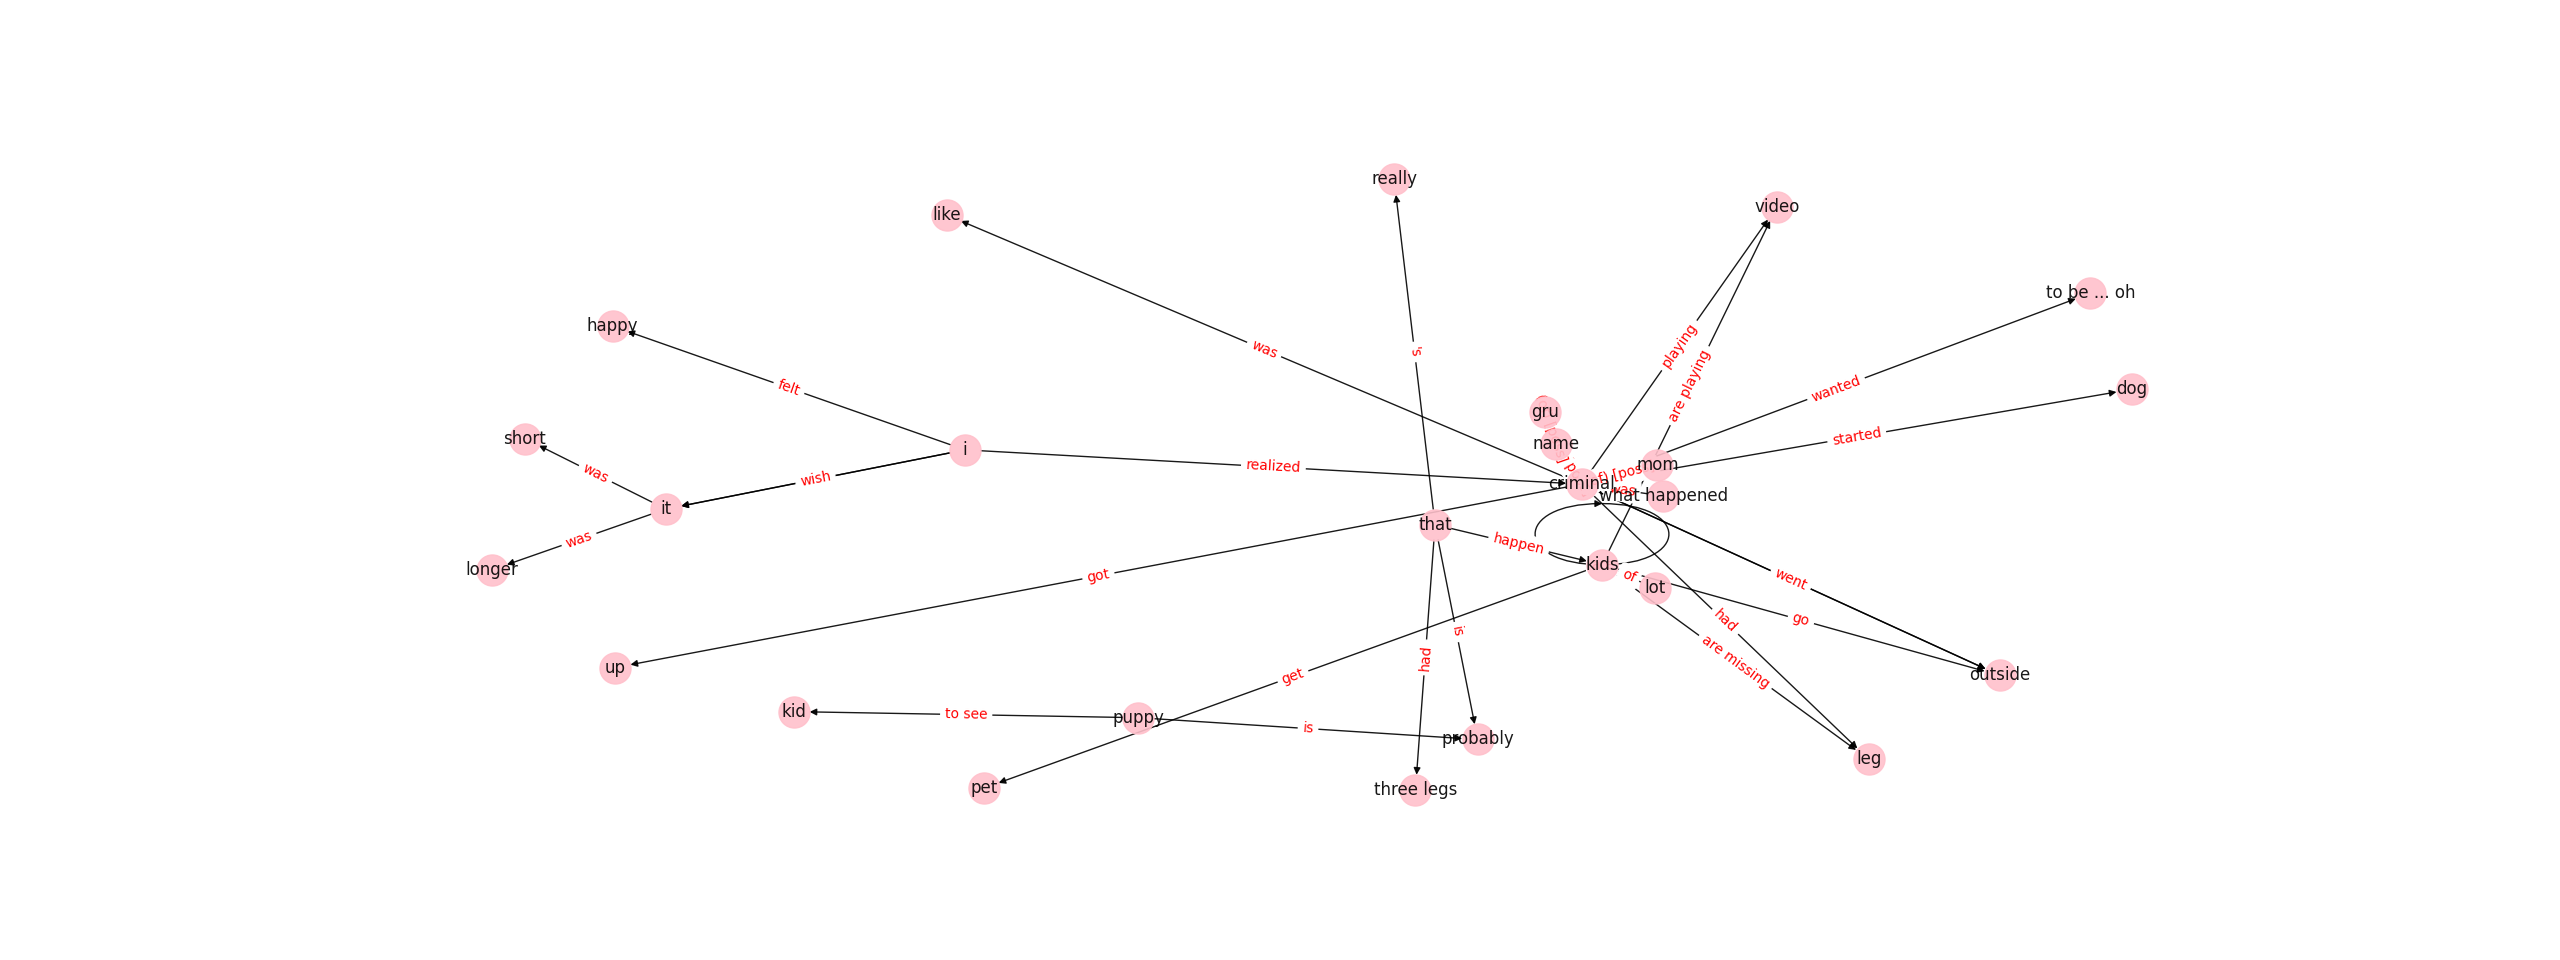 really
like
video
to be ... oh
happy
playing
was
's
are playing
felt
wanted
dog
gru
name
started
short
i
realized
mom
f) [pos
criminal
was
wish
was
what happened
it
that
was
happen
longer
kids
of
lot
got
went
go
is
had
had
are missing
up
get
outside
kid
to see
puppy
is
probably
leg
pet
three legs